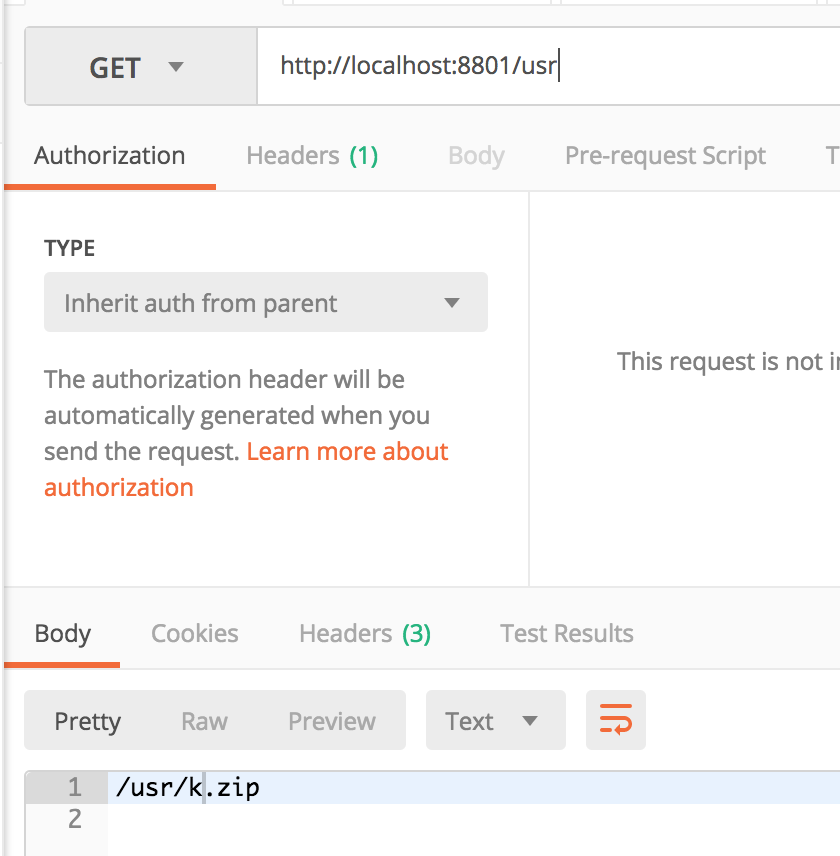 GET http://localhost:8801/usr
Authorization Headers (1) Body Pre-request Script T
TYPE
Inherit auth from parent
The authorization header will be
automatically generated when you
send the request. Learn more about
authorization
This request is not i
Body Cookies Headers (3) Test Results
Pretty Raw Preview Text
1 /usr/k.zip
2